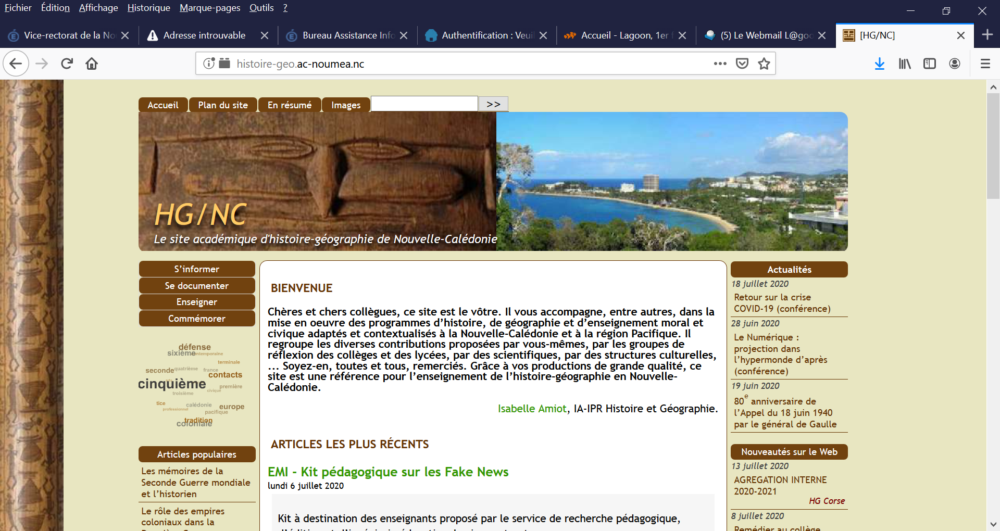 Fichier Édition Affichage Historique Marque-pages Outils ?
Vice-rectorat de la No
Adresse introuvable
Bureau Assistance Info
Authentification : Veuil
Accueil - Lagoon, 1er f
(5) Le Webmail L@goo
[HG/NC]
histoire-geo.ac-noumea.nc
Accueil
Plan du site
En résumé
Images
>>
HG/NC
Le site académique d'histoire-géographie de Nouvelle-Calédonie
S’informer
Se documenter
Enseigner
Commémorer
défense
sixième
terminale
seconde
quatrième
france
contacts
cinquième
première
civique
troisième
tice
calédonie
europe
professionnel
pacifique
tradition
coloniale
Articles populaires
Les mémoires de la
Seconde Guerre mondiale
et l’historien
Le rôle des empires
coloniaux dans la
BIENVENUE
Chères et chers collègues, ce site est le vôtre. Il vous accompagne, entre autres, dans la
mise en oeuvre des programmes d’histoire, de géographie et d’enseignement moral et
civique adaptés et contextualisés à la Nouvelle-Calédonie et à la région Pacifique. Il
regroupe les diverses contributions proposées par vous-mêmes, par les groupes de
réflexion des collèges et des lycées, par des scientifiques, par des structures culturelles,
... Soyez-en, toutes et tous, remerciés. Grâce à vos productions de grande qualité, ce
site est une référence pour l’enseignement de l’histoire-géographie en Nouvelle-
Calédonie.
Isabelle Amiot, IA-IPR Histoire et Géographie.
ARTICLES LES PLUS RÉCENTS
EMI - Kit pédagogique sur les Fake News
lundi 6 juillet 2020
Kit à destination des enseignants proposé par le service de recherche pédagogique,
Actualités
18 juillet 2020
Retour sur la crise
COVID-19 (conférence)
28 juin 2020
Le Numérique :
projection dans
l’hypermonde d’après
(conférence)
19 juin 2020
80e anniversaire de
l’Appel du 18 juin 1940
par le général de Gaulle
Nouveautés sur le Web
13 juillet 2020
AGREGATION INTERNE
2020-2021
HG Corse
8 juillet 2020
Remédier au collège